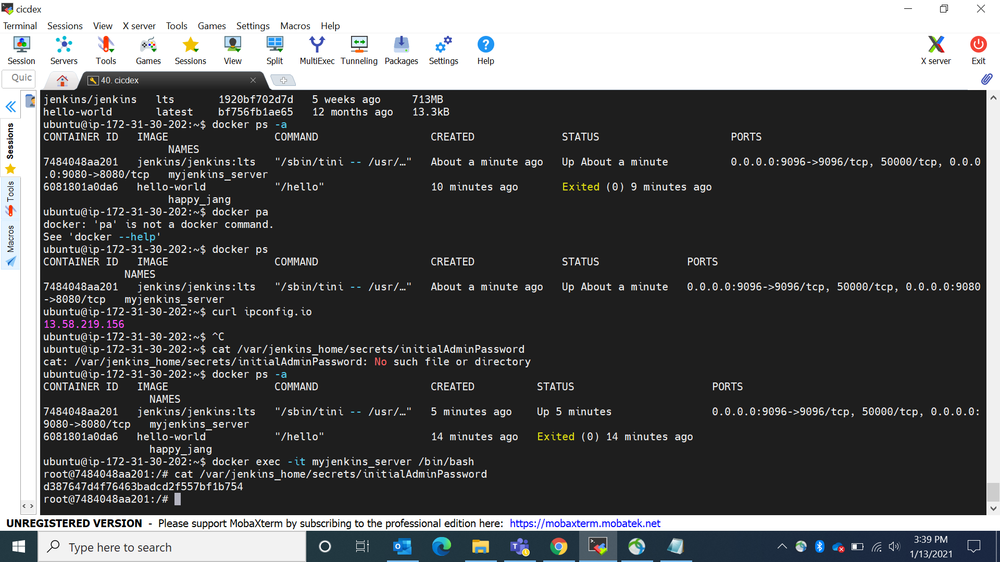 cicdex
Terminal Sessions View X server Tools Games Settings Macros Help
Session Servers Tools Games Sessions View Split MultiExec Tunneling Packages Settings Help X server Exit
Quic
40. cicdex
Sessions
Tools
Macros
jenkins/jenkins   lts       1920bf702d7d   5 weeks ago     713MB
hello-world       latest    bf756fb1ae65   12 months ago   13.3kB
ubuntu@ip-172-31-30-202:~$ docker ps -a
CONTAINER ID   IMAGE                 COMMAND                  CREATED              STATUS                     PORTS
                    NAMES
7484048aa201   jenkins/jenkins:lts   "/sbin/tini -- /usr/…"   About a minute ago   Up About a minute          0.0.0.0:9096->9096/tcp, 50000/tcp, 0.0.0
.0:9080->8080/tcp   myjenkins_server
6081801a0da6   hello-world           "/hello"                 10 minutes ago       Exited (0) 9 minutes ago
                    happy_jang
ubuntu@ip-172-31-30-202:~$ docker pa
docker: 'pa' is not a docker command.
See 'docker --help'
ubuntu@ip-172-31-30-202:~$ docker ps
CONTAINER ID   IMAGE                 COMMAND                  CREATED              STATUS              PORTS
             NAMES
7484048aa201   jenkins/jenkins:lts   "/sbin/tini -- /usr/…"   About a minute ago   Up About a minute   0.0.0.0:9096->9096/tcp, 50000/tcp, 0.0.0.0:9080
->8080/tcp   myjenkins_server
ubuntu@ip-172-31-30-202:~$ curl ipconfig.io
13.58.219.156
ubuntu@ip-172-31-30-202:~$ ^C
ubuntu@ip-172-31-30-202:~$ cat /var/jenkins_home/secrets/initialAdminPassword
cat: /var/jenkins_home/secrets/initialAdminPassword: No such file or directory
ubuntu@ip-172-31-30-202:~$ docker ps -a
CONTAINER ID   IMAGE                 COMMAND                  CREATED          STATUS                      PORTS
                 NAMES
7484048aa201   jenkins/jenkins:lts   "/sbin/tini -- /usr/…"   5 minutes ago    Up 5 minutes                0.0.0.0:9096->9096/tcp, 50000/tcp, 0.0.0.0:
9080->8080/tcp   myjenkins_server
6081801a0da6   hello-world           "/hello"                 14 minutes ago   Exited (0) 14 minutes ago
                 happy_jang
ubuntu@ip-172-31-30-202:~$ docker exec -it myjenkins_server /bin/bash
root@7484048aa201:/# cat /var/jenkins_home/secrets/initialAdminPassword
d387647d4f76463badcd2f557bf1b754
root@7484048aa201:/#
UNREGISTERED VERSION - Please support MobaXterm by subscribing to the professional edition here: https://mobaxterm.mobatek.net
Type here to search
3:39 PM
1/13/2021